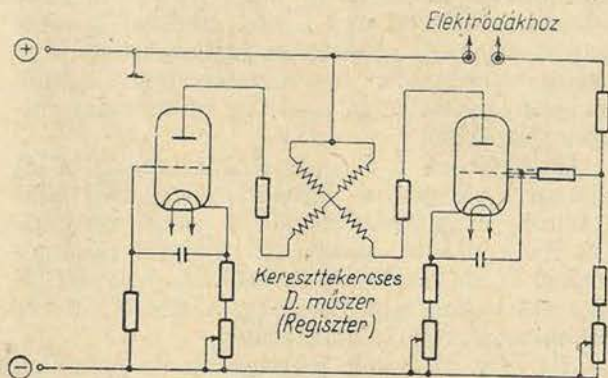 Elektródákhoz
+
Kereszttekercses
D. műszer
(Regiszter)
−